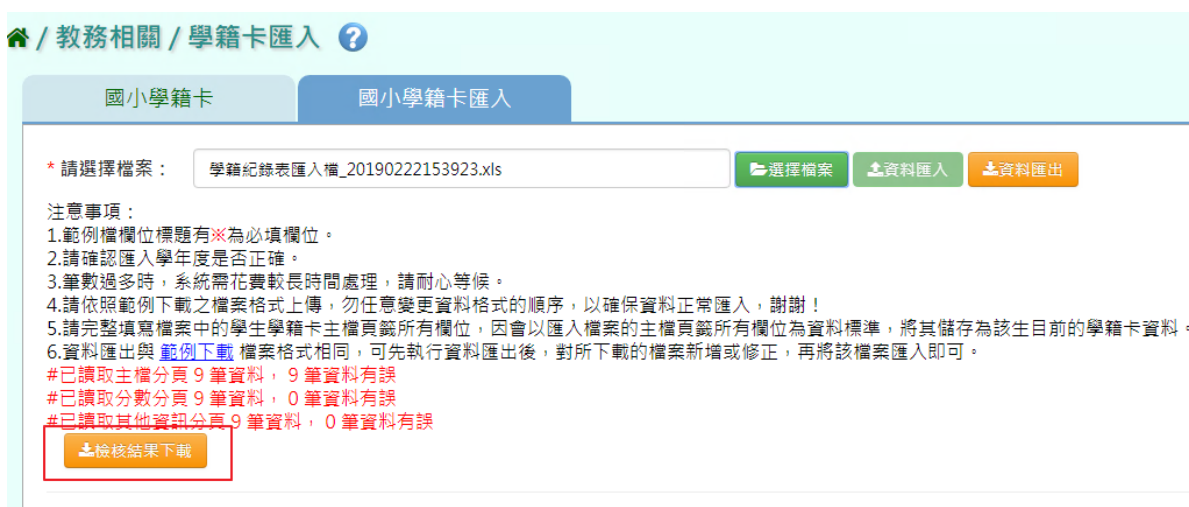 / 教務相關 / 學籍卡匯入 ?
國小學籍卡 國小學籍卡匯入
* 請選擇檔案： 學籍紀錄表匯入檔_20190222153923.xls 選擇檔案 資料匯入 資料匯出
注意事項：
1.範例檔欄位標題有※為必填欄位。
2.請確認匯入學年度是否正確。
3.筆數過多時，系統需花費較長時間處理，請耐心等候。
4.請依照範例下載之檔案格式上傳，勿任意變更資料格式的順序，以確保資料正常匯入，謝謝！
5.請完整填寫檔案中的學生學籍卡主檔頁籤所有欄位，因會以匯入檔案的主檔頁籤所有欄位為資料標準，將其儲存為該生目前的學籍卡資料。
6.資料匯出與 範例下載 檔案格式相同，可先執行資料匯出後，對所下載的檔案新增或修正，再將該檔案匯入即可。
#已讀取主檔分頁 9 筆資料， 9 筆資料有誤
#已讀取分數分頁 9 筆資料， 0 筆資料有誤
#已讀取其他資訊分頁 9 筆資料， 0 筆資料有誤
檢核結果下載